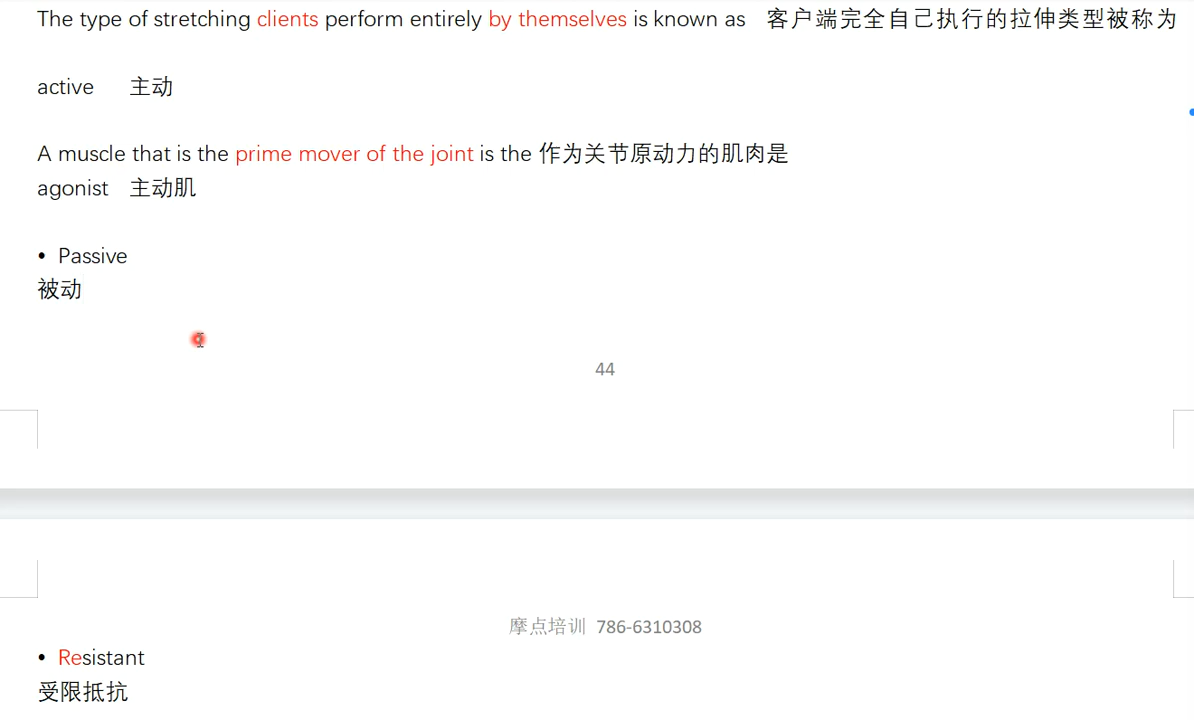 The type of stretching clients perform entirely by themselves is known as 客户端完全自己执行的拉伸类型被称为
active 主动
A muscle that is the prime mover of the joint is the 作为关节原动力的肌肉是
agonist 主动肌
• Passive
被动
44
摩点培训 786-6310308
• Resistant
受限抵抗